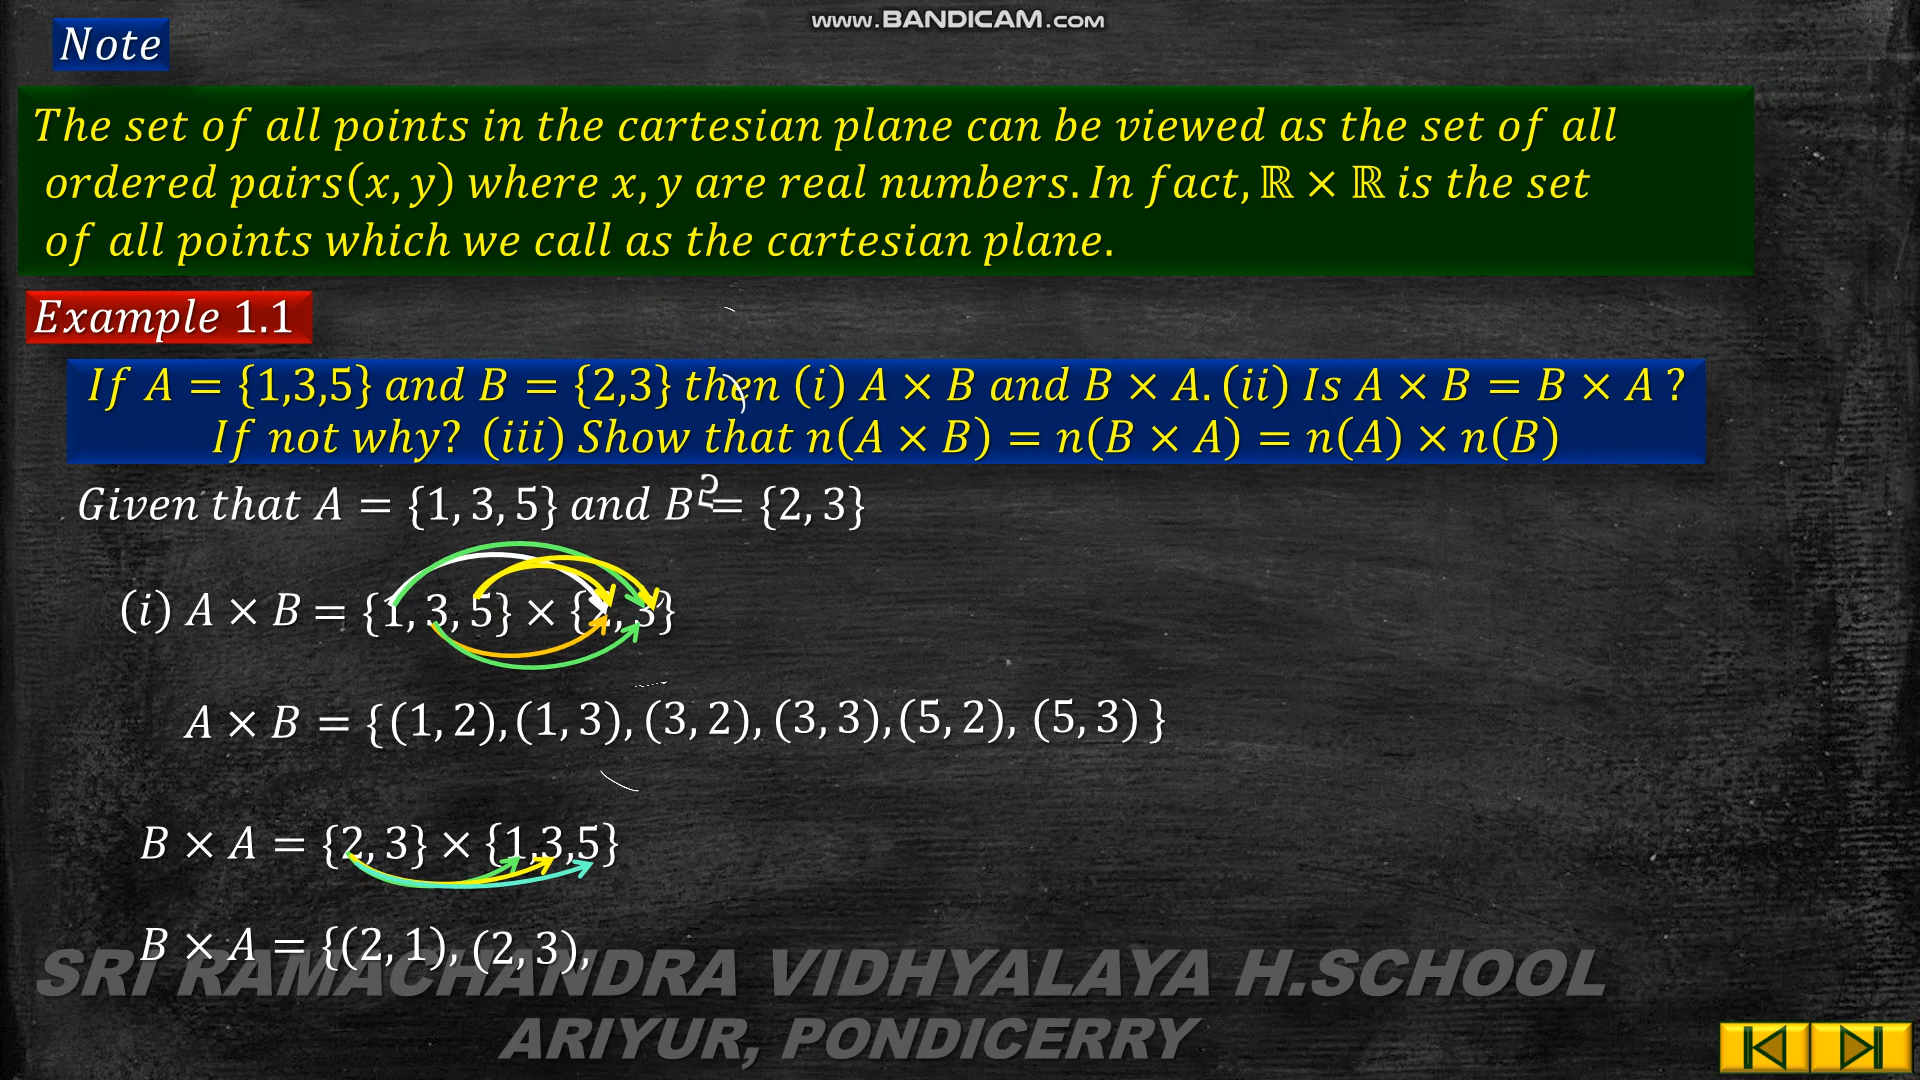 www.BANDICAM.com
Note
The set of all points in the cartesian plane can be viewed as the set of all
ordered pairs(x, y) where x, y are real numbers. In fact, ℝ × ℝ is the set
of all points which we call as the cartesian plane.
Example 1.1
If A = {1,3,5} and B = {2,3} then (i) A × B and B × A. (ii) Is A × B = B × A ?
If not why? (iii) Show that n(A × B) = n(B × A) = n(A) × n(B)
Given that A = {1, 3, 5} and B = {2, 3}
(i) A × B = {1, 3, 5} × {2, 3}
A × B = {(1, 2), (1, 3), (3, 2), (3, 3), (5, 2), (5, 3) }
B × A = {2, 3} × {1,3,5}
B × A = {(2, 1), (2, 3),
SRI RAMACHANDRA VIDHYALAYA H.SCHOOL
ARIYUR, PONDICERRY